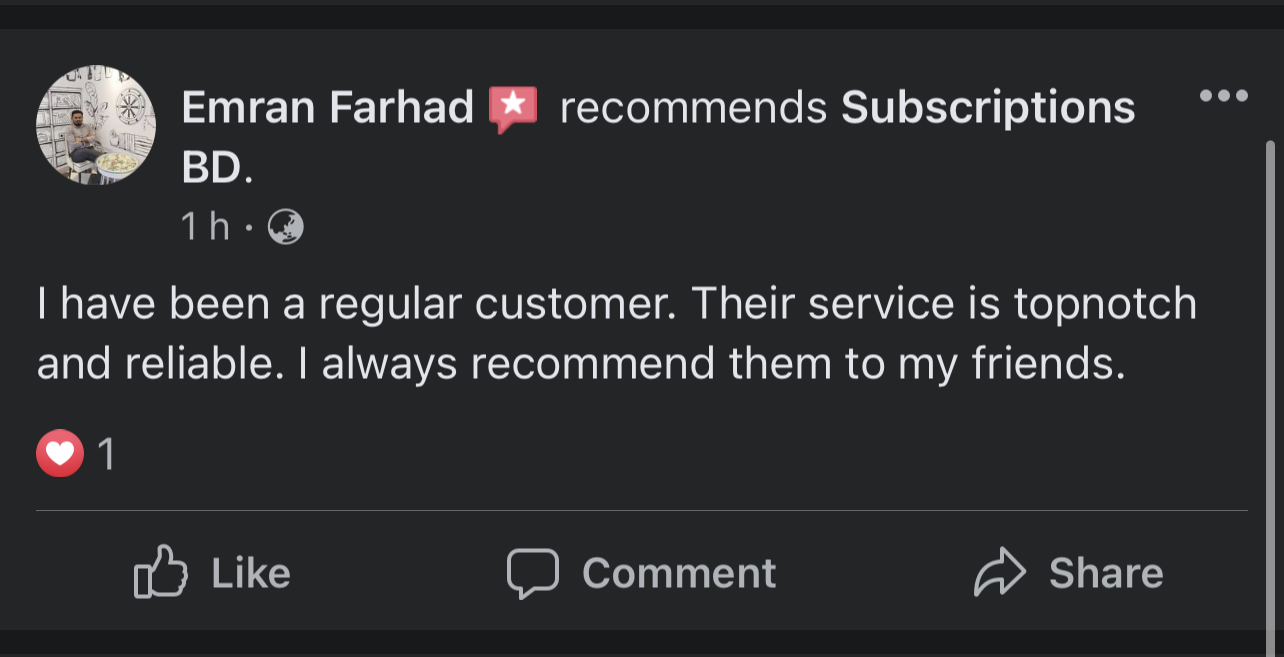 Emran Farhad recommends Subscriptions
BD.
1 h ·
I have been a regular customer. Their service is topnotch
and reliable. I always recommend them to my friends.
1
Like Comment Share